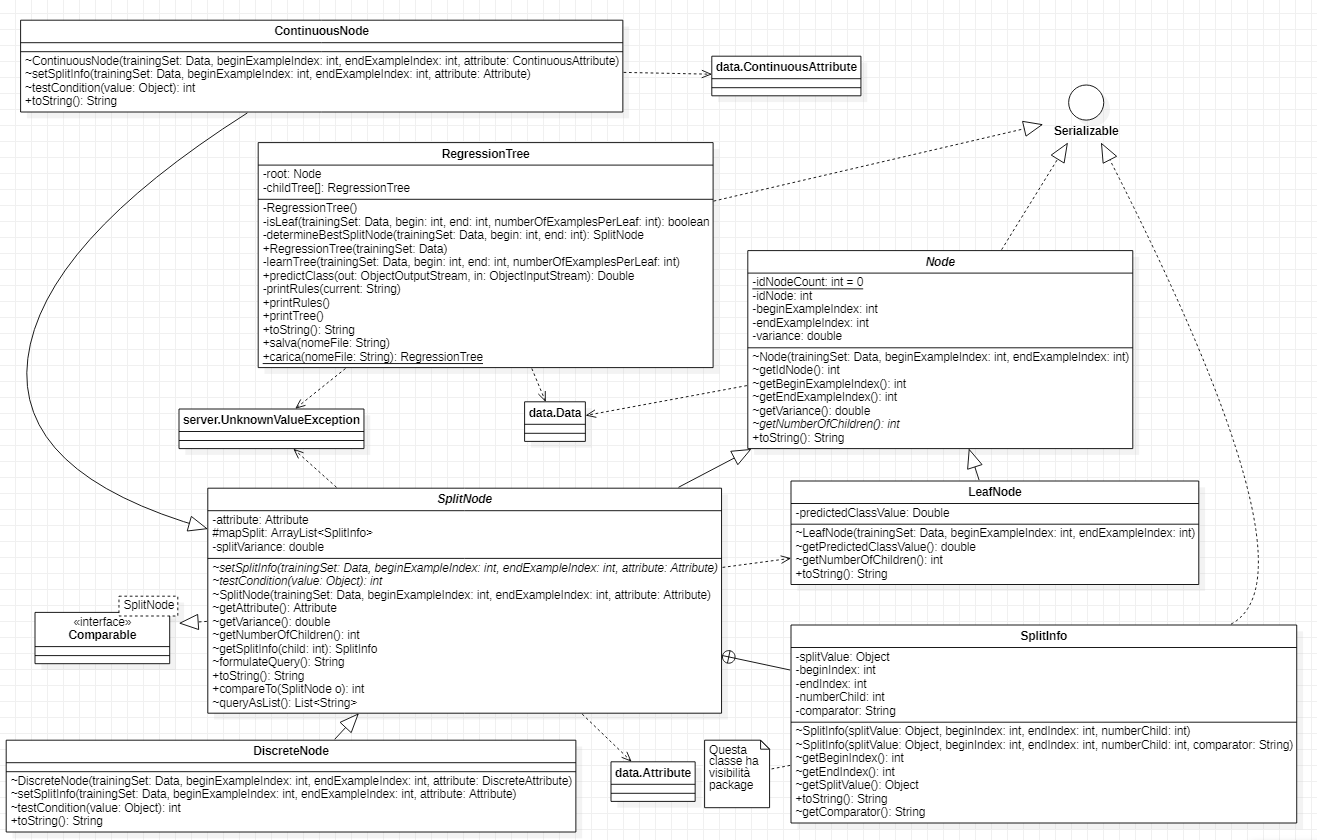 ContinuousNode
~ContinuousNode(trainingSet: Data, beginExampleIndex: int, endExampleIndex: int, attribute: ContinuousAttribute)
~setSplitInfo(trainingSet: Data, beginExampleIndex: int, endExampleIndex: int, attribute: Attribute)
~testCondition(value: Object): int
+toString(): String
data.ContinuousAttribute
Serializable
RegressionTree
-root: Node
-childTree[]: RegressionTree
-RegressionTree()
-isLeaf(trainingSet: Data, begin: int, end: int, numberOfExamplesPerLeaf: int): boolean
-determineBestSplitNode(trainingSet: Data, begin: int, end: int): SplitNode
+RegressionTree(trainingSet: Data)
-learnTree(trainingSet: Data, begin: int, end: int, numberOfExamplesPerLeaf: int)
+predictClass(out: ObjectOutputStream, in: ObjectInputStream): Double
-printRules(current: String)
+printRules()
+printTree()
+toString(): String
+salva(nomeFile: String)
+carica(nomeFile: String): RegressionTree
Node
-idNodeCount: int = 0
-idNode: int
-beginExampleIndex: int
-endExampleIndex: int
-variance: double
~Node(trainingSet: Data, beginExampleIndex: int, endExampleIndex: int)
~getIdNode(): int
~getBeginExampleIndex(): int
~getEndExampleIndex(): int
~getVariance(): double
~getNumberOfChildren(): int
+toString(): String
server.UnknownValueException
data.Data
SplitNode
-attribute: Attribute
#mapSplit: ArrayList<SplitInfo>
-splitVariance: double
~setSplitInfo(trainingSet: Data, beginExampleIndex: int, endExampleIndex: int, attribute: Attribute)
~testCondition(value: Object): int
~SplitNode(trainingSet: Data, beginExampleIndex: int, endExampleIndex: int, attribute: Attribute)
~getAttribute(): Attribute
~getVariance(): double
~getNumberOfChildren(): int
~getSplitInfo(child: int): SplitInfo
~formulateQuery(): String
+toString(): String
+compareTo(SplitNode o): int
~queryAsList(): List<String>
LeafNode
-predictedClassValue: Double
~LeafNode(trainingSet: Data, beginExampleIndex: int, endExampleIndex: int)
~getPredictedClassValue(): double
~getNumberOfChildren(): int
+toString(): String
SplitNode
«interface»
Comparable
SplitInfo
-splitValue: Object
-beginIndex: int
-endIndex: int
-numberChild: int
-comparator: String
~SplitInfo(splitValue: Object, beginIndex: int, endIndex: int, numberChild: int)
~SplitInfo(splitValue: Object, beginIndex: int, endIndex: int, numberChild: int, comparator: String)
~getBeginIndex(): int
~getEndIndex(): int
~getSplitValue(): Object
+toString(): String
~getComparator(): String
DiscreteNode
~DiscreteNode(trainingSet: Data, beginExampleIndex: int, endExampleIndex: int, attribute: DiscreteAttribute)
~setSplitInfo(trainingSet: Data, beginExampleIndex: int, endExampleIndex: int, attribute: Attribute)
~testCondition(value: Object): int
+toString(): String
data.Attribute
Questa
classe ha
visibilità
package